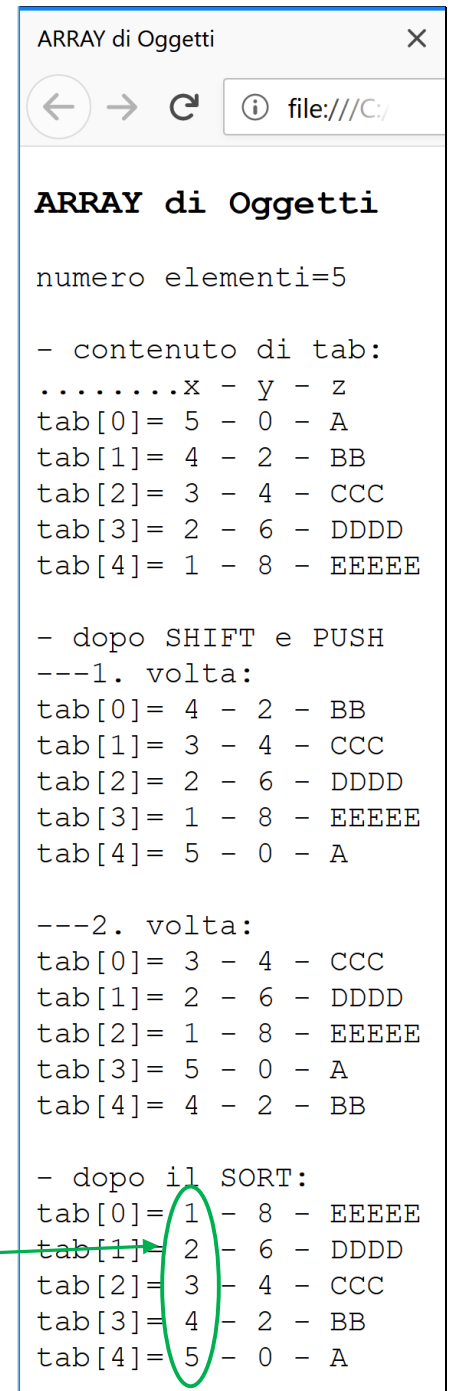 ARRAY di Oggetti
file:///C:/
ARRAY di Oggetti
numero elementi=5
- contenuto di tab:
........x - y - z
tab[0]= 5 - 0 - A
tab[1]= 4 - 2 - BB
tab[2]= 3 - 4 - CCC
tab[3]= 2 - 6 - DDDD
tab[4]= 1 - 8 - EEEEE
- dopo SHIFT e PUSH
---1. volta:
tab[0]= 4 - 2 - BB
tab[1]= 3 - 4 - CCC
tab[2]= 2 - 6 - DDDD
tab[3]= 1 - 8 - EEEEE
tab[4]= 5 - 0 - A
---2. volta:
tab[0]= 3 - 4 - CCC
tab[1]= 2 - 6 - DDDD
tab[2]= 1 - 8 - EEEEE
tab[3]= 5 - 0 - A
tab[4]= 4 - 2 - BB
- dopo il SORT:
tab[0]= 1 - 8 - EEEEE
tab[1]= 2 - 6 - DDDD
tab[2]= 3 - 4 - CCC
tab[3]= 4 - 2 - BB
tab[4]= 5 - 0 - A